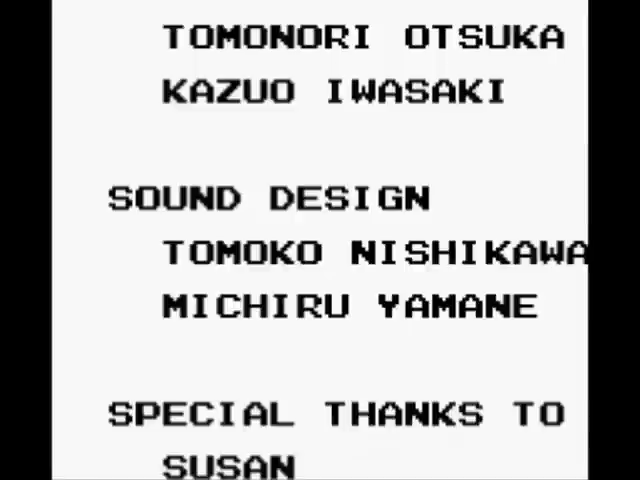 TOMONORI OTSUKA
KAZUO IWASAKI
SOUND DESIGN
TOMOKO NISHIKAWA
MICHIRU YAMANE
SPECIAL THANKS TO
SUSAN